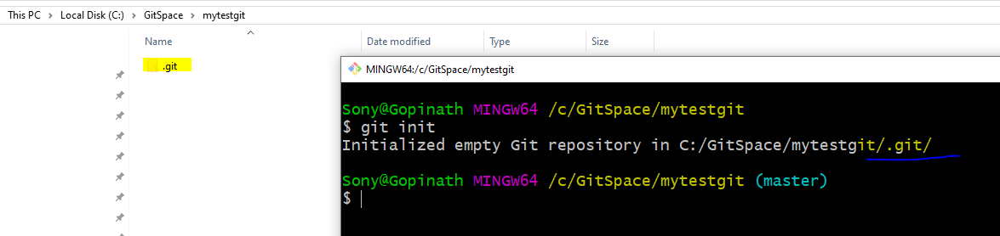 This PC > Local Disk (C:) > GitSpace > mytestgit
Name Date modified Type Size
.git
MINGW64:/c/GitSpace/mytestgit
Sony@Gopinath MINGW64 /c/GitSpace/mytestgit
$ git init
Initialized empty Git repository in C:/GitSpace/mytestgit/.git/
Sony@Gopinath MINGW64 /c/GitSpace/mytestgit (master)
$